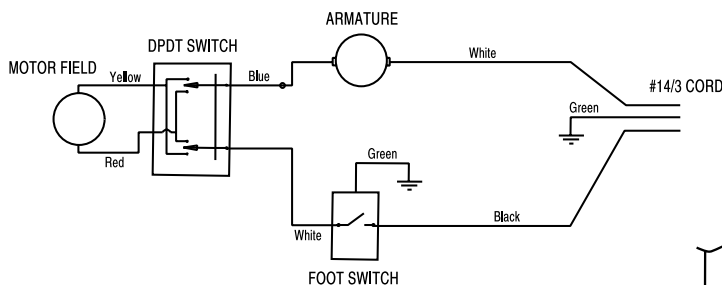 ARMATURE
DPDT SWITCH
White
MOTOR FIELD
Yellow
Blue
#14/3 CORD
Green
Red
Green
White
Black
FOOT SWITCH